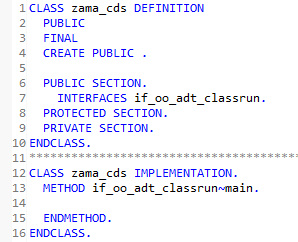 1 CLASS zama_cds DEFINITION
2 PUBLIC
3 FINAL
4 CREATE PUBLIC .
5
6 PUBLIC SECTION.
7 INTERFACES if_oo_adt_classrun.
8 PROTECTED SECTION.
9 PRIVATE SECTION.
10 ENDCLASS.
11 ****************************************
12 CLASS zama_cds IMPLEMENTATION.
13 METHOD if_oo_adt_classrun~main.
14
15 ENDMETHOD.
16 ENDCLASS.